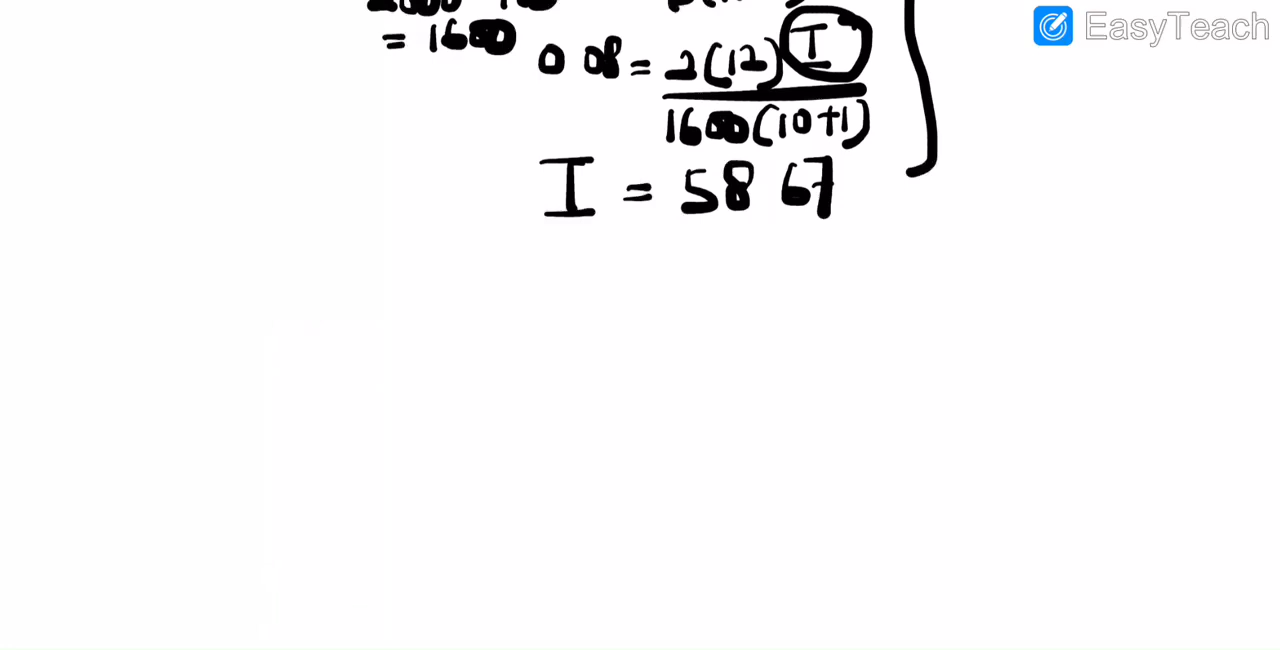 EasyTeach
= 1600
0 08 = 2(12) I
1600(10+1)
I = 58 67